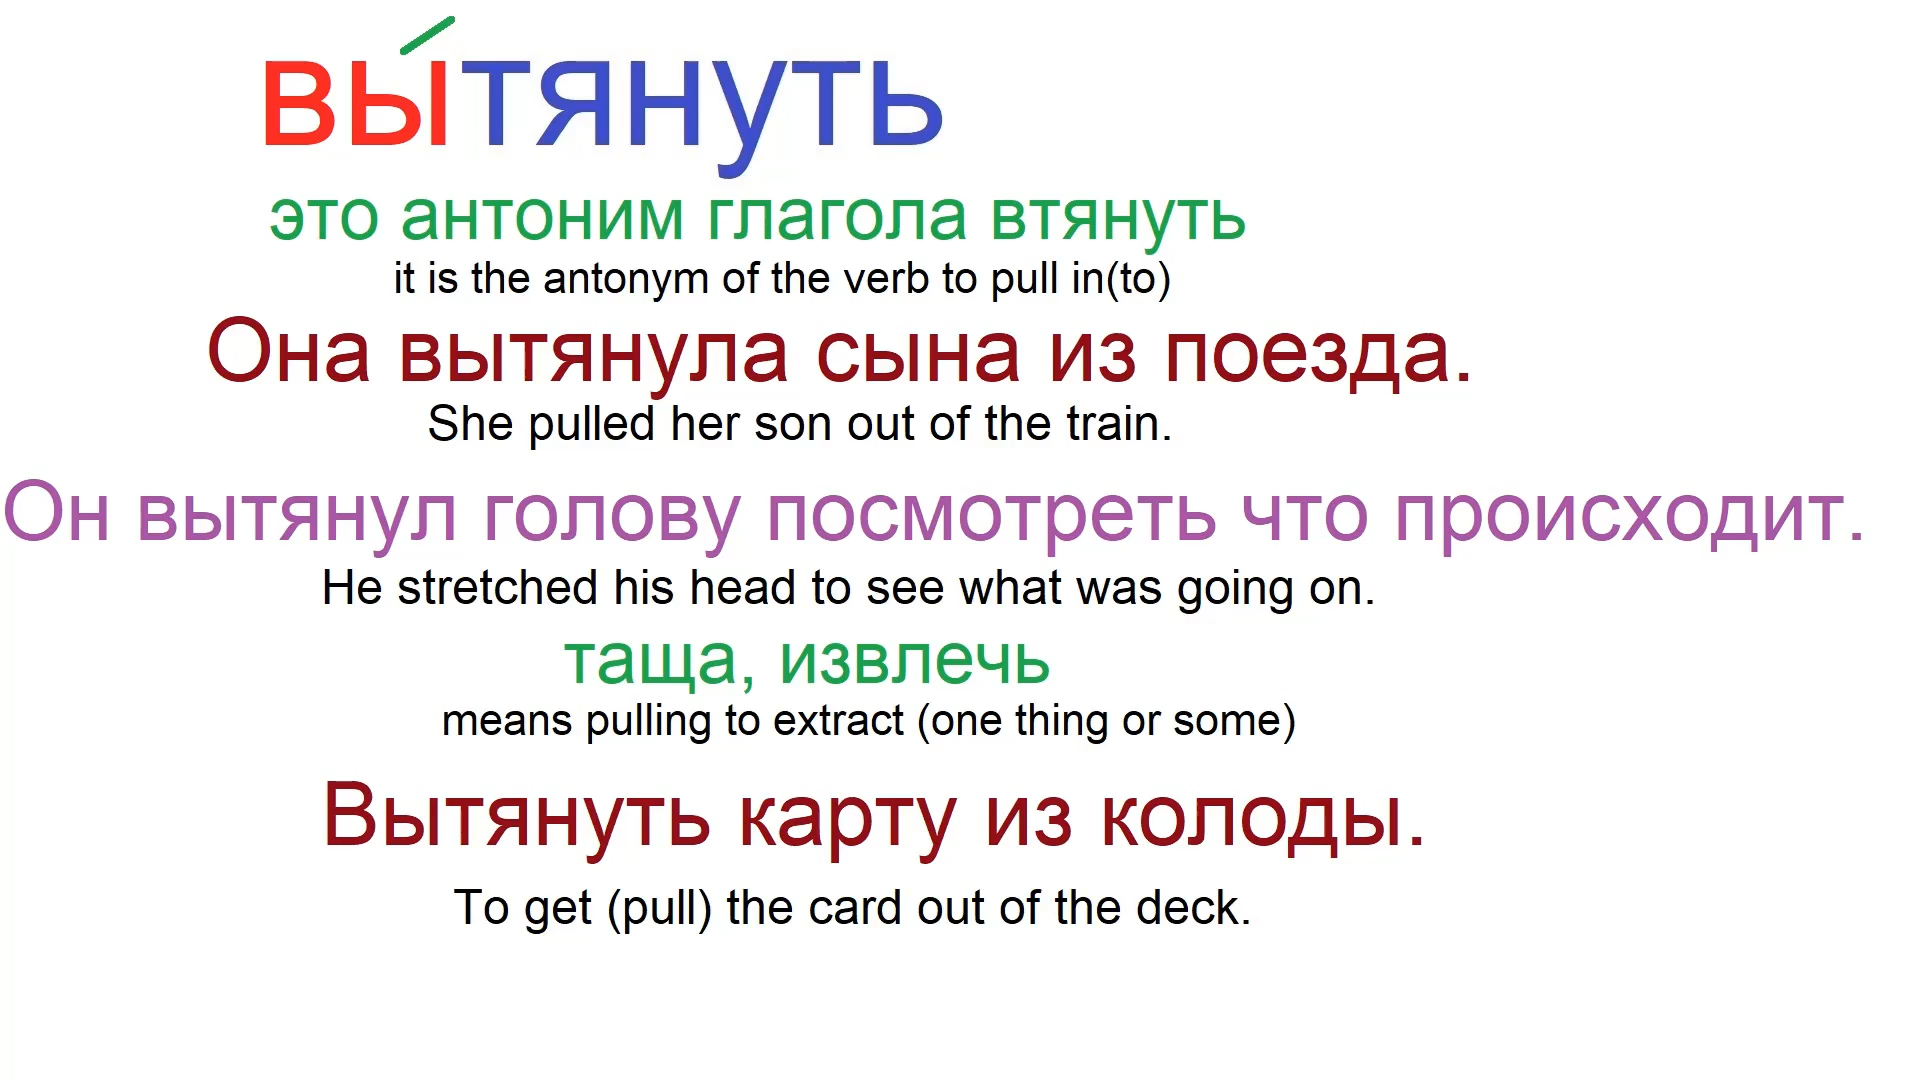 вы́тянуть
это антоним глагола втянуть
it is the antonym of the verb to pull in(to)
Она вытянула сына из поезда.
She pulled her son out of the train.
Он вытянул голову посмотреть что происходит.
He stretched his head to see what was going on.
таща, извлечь
means pulling to extract (one thing or some)
Вытянуть карту из колоды.
To get (pull) the card out of the deck.